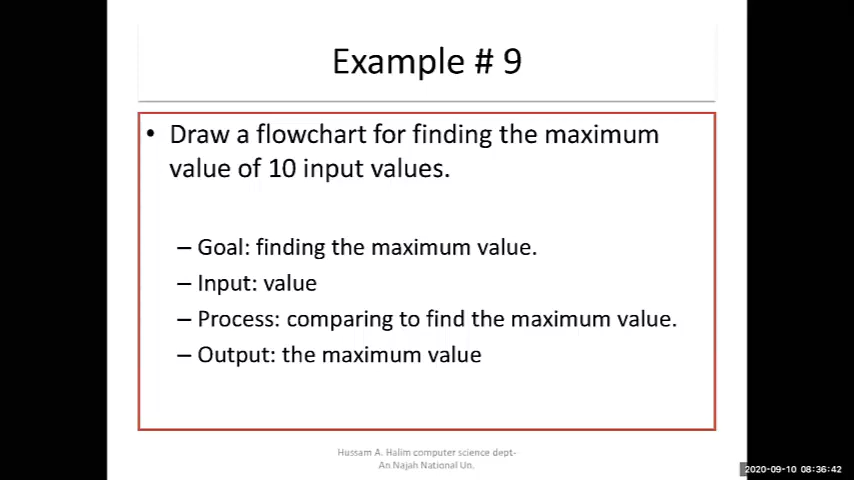 Example # 9
• Draw a flowchart for finding the maximum
value of 10 input values.
– Goal: finding the maximum value.
– Input: value
– Process: comparing to find the maximum value.
– Output: the maximum value
Hussam A. Halim computer science dept-
An Najah National Un.
2020-09-10 08:36:42